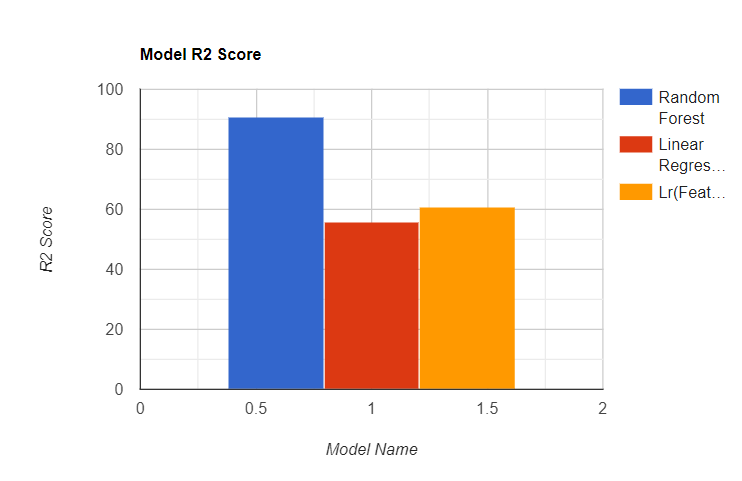 Model R2 Score
100
80
60
40
20
0
R2 Score
0
0.5
1
1.5
2
Model Name
Random
Forest
Linear
Regres…
Lr(Feat…